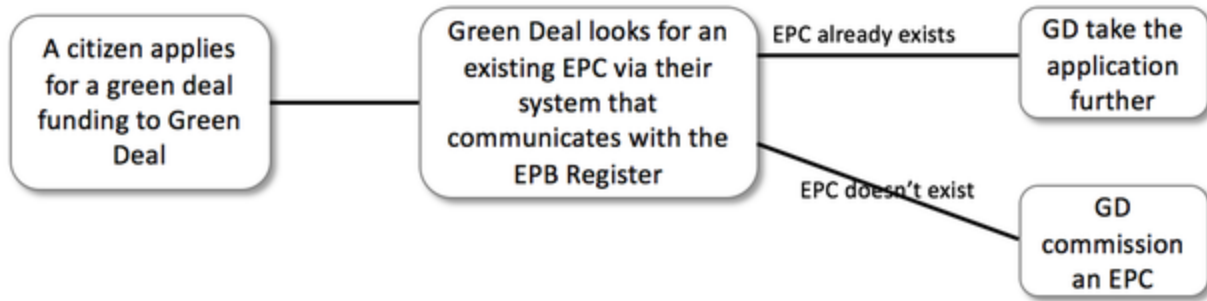 A citizen applies
for a green deal
funding to Green
Deal
Green Deal looks for an
existing EPC via their
system that
communicates with the
EPB Register
EPC already exists
GD take the
application
further
EPC doesn't exist
GD
commission
an EPC